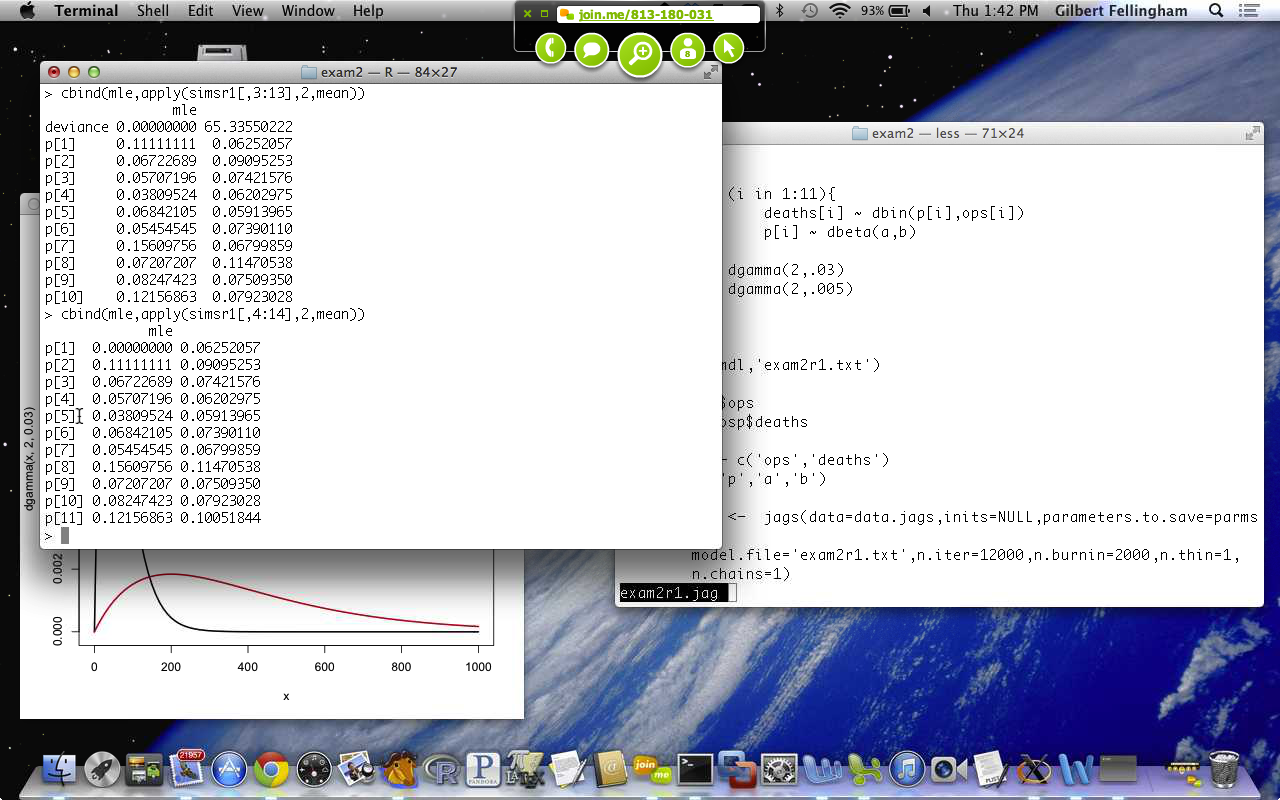 Terminal Shell Edit View Window Help
join.me/813-180-031
93% Thu 1:42 PM Gilbert Fellingham
exam2 — R — 84×27
> cbind(mle,apply(simsr1[,3:13],2,mean))
mle
deviance 0.00000000 65.33550222
p[1] 0.11111111 0.06252057
p[2] 0.06722689 0.09095253
p[3] 0.05707196 0.07421576
p[4] 0.03809524 0.06202975
p[5] 0.06842105 0.05913965
p[6] 0.05454545 0.07390110
p[7] 0.15609756 0.06799859
p[8] 0.07207207 0.11470538
p[9] 0.08247423 0.07509350
p[10] 0.12156863 0.07923028
> cbind(mle,apply(simsr1[,4:14],2,mean))
mle
p[1] 0.00000000 0.06252057
p[2] 0.11111111 0.09095253
p[3] 0.06722689 0.07421576
p[4] 0.05707196 0.06202975
p[5] 0.03809524 0.05913965
p[6] 0.06842105 0.07390110
p[7] 0.05454545 0.06799859
p[8] 0.15609756 0.11470538
p[9] 0.07207207 0.07509350
p[10] 0.08247423 0.07923028
p[11] 0.12156863 0.10051844
>
exam2 — less — 71×24
(i in 1:11){
deaths[i] ~ dbin(p[i],ops[i])
p[i] ~ dbeta(a,b)
dgamma(2,.03)
dgamma(2,.005)
mdl,'exam2r1.txt')
$ops
osp$deaths
- c('ops','deaths')
'p','a','b')
<- jags(data=data.jags,inits=NULL,parameters.to.save=parms
model.file='exam2r1.txt',n.iter=12000,n.burnin=2000,n.thin=1,
n.chains=1)
exam2r1.jag
dgamma(x, 2, 0.03)
0.002
0.000
0 200 400 600 800 1000
x
21957
PANDORA
join
me